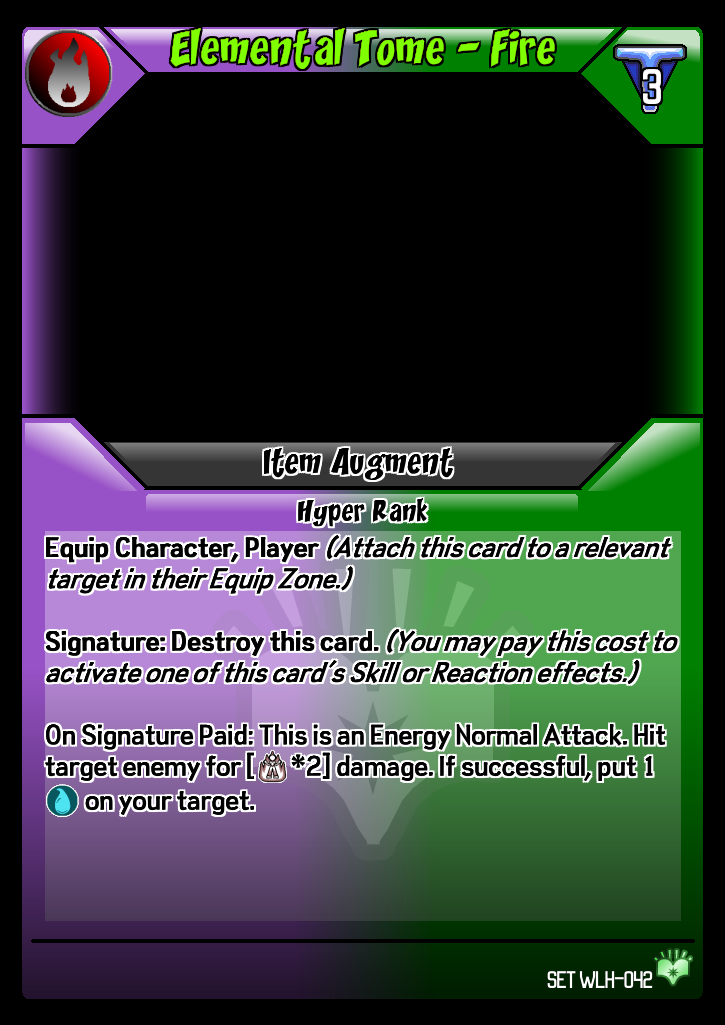 Elemental Tome - Fire
3
Item Augment
Hyper Rank
Equip Character, Player (Attach this card to a relevant
target in their Equip Zone.)
Signature: Destroy this card. (You may pay this cost to
activate one of this card's Skill or Reaction effects.)
On Signature Paid: This is an Energy Normal Attack. Hit
target enemy for [ *2] damage. If successful, put 1
on your target.
SET WLH-042